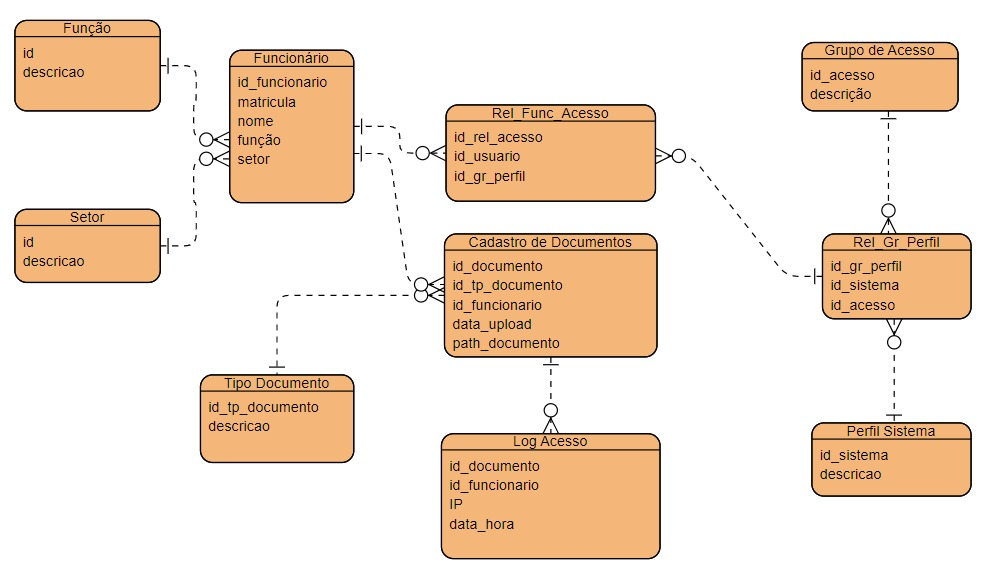 Função
id
descricao
Setor
id
descricao
Funcionário
id_funcionario
matricula
nome
função
setor
Rel_Func_Acesso
id_rel_acesso
id_usuario
id_gr_perfil
Grupo de Acesso
id_acesso
descrição
Rel_Gr_Perfil
id_gr_perfil
id_sistema
id_acesso
Cadastro de Documentos
id_documento
id_tp_documento
id_funcionario
data_upload
path_documento
Tipo Documento
id_tp_documento
descricao
Log Acesso
id_documento
id_funcionario
IP
data_hora
Perfil Sistema
id_sistema
descricao